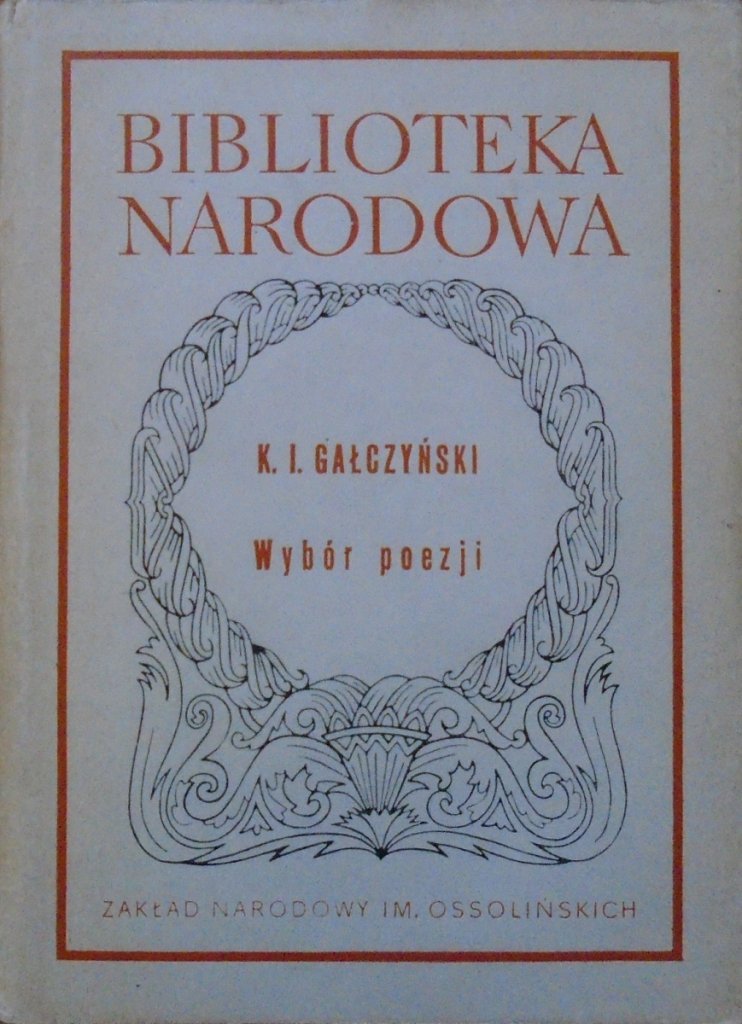 BIBLIOTEKA
NARODOWA
K. I. GAŁCZYŃSKI
Wybór poezji
ZAKŁAD NARODOWY IM. OSSOLIŃSKICH